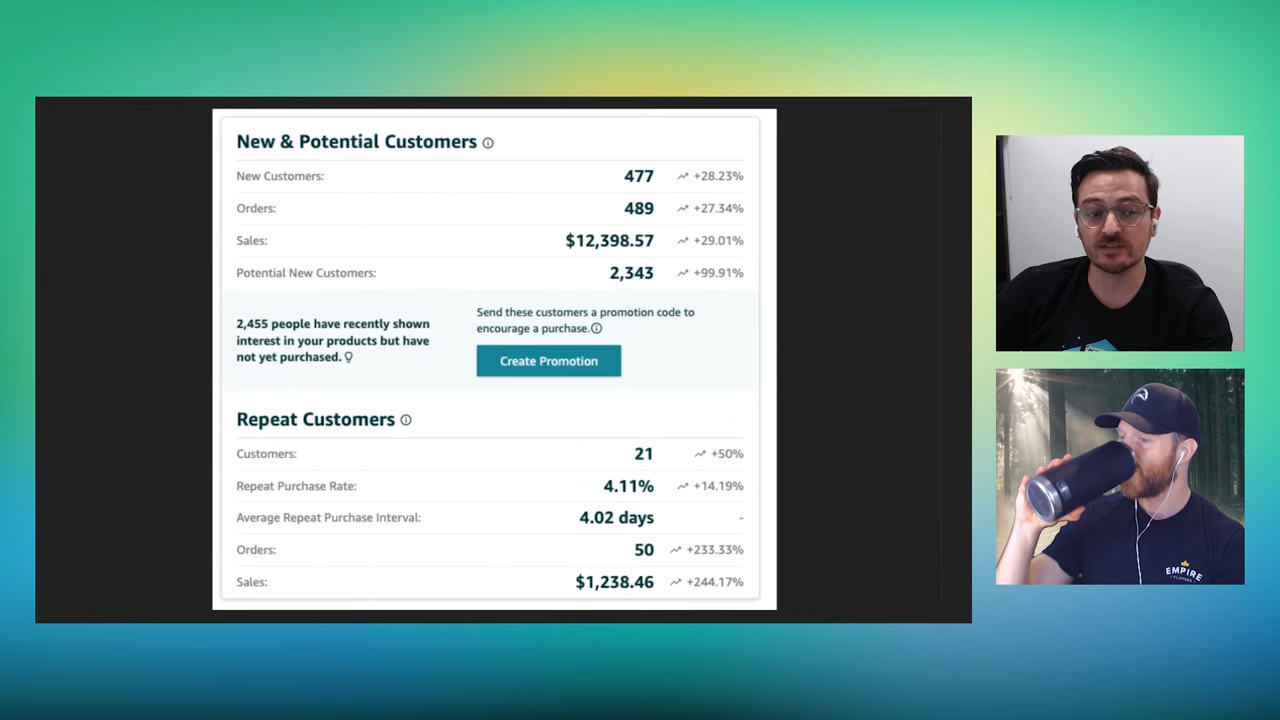 New & Potential Customers
New Customers: 477 +28.23%
Orders: 489 +27.34%
Sales: $12,398.57 +29.01%
Potential New Customers: 2,343 +99.91%
2,455 people have recently shown
interest in your products but have
not yet purchased.
Send these customers a promotion code to
encourage a purchase.
Create Promotion
Repeat Customers
Customers: 21 +50%
Repeat Purchase Rate: 4.11% +14.19%
Average Repeat Purchase Interval: 4.02 days -
Orders: 50 +233.33%
Sales: $1,238.46 +244.17%
EMPIRE
FLIPPERS